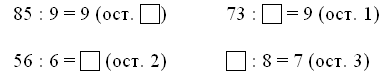 85 : 9 = 9 (ост. □) 73 : □ = 9 (ост. 1)
56 : 6 = □ (ост. 2) □ : 8 = 7 (ост. 3)